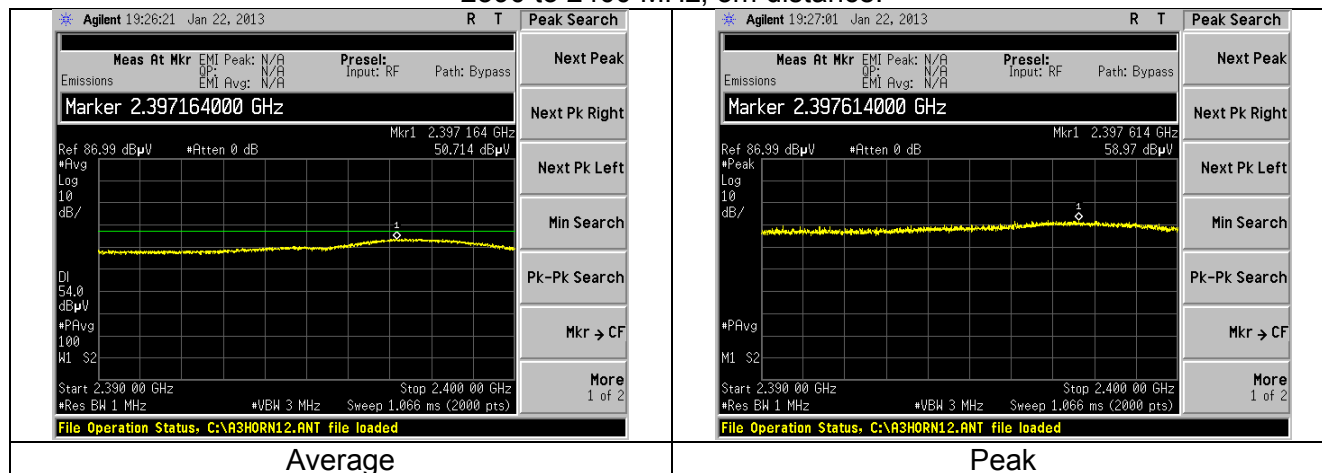 Agilent 19:26:21 Jan 22, 2013 R T Peak Search
Meas At Mkr EMI Peak: N/A Presel:
QP: N/A Input: RF Path: Bypass
Emissions EMI Avg: N/A
Marker 2.397164000 GHz
Mkr1 2.397 164 GHz
Ref 86.99 dBµV #Atten 0 dB 50.714 dBµV
#Avg
Log
10
dB/
1
DI
54.0
dBµV
#PAvg
100
W1 S2
Start 2.390 00 GHz Stop 2.400 00 GHz
#Res BW 1 MHz #VBW 3 MHz Sweep 1.066 ms (2000 pts)
File Operation Status, C:\A3HORN12.ANT file loaded
Next Peak
Next Pk Right
Next Pk Left
Min Search
Pk-Pk Search
Mkr → CF
More
1 of 2
Average
Agilent 19:27:01 Jan 22, 2013 R T Peak Search
Meas At Mkr EMI Peak: N/A Presel:
QP: N/A Input: RF Path: Bypass
Emissions EMI Avg: N/A
Marker 2.397614000 GHz
Mkr1 2.397 614 GHz
Ref 86.99 dBµV #Atten 0 dB 58.97 dBµV
#Peak
Log
10
dB/
1
#PAvg
M1 S2
Start 2.390 00 GHz Stop 2.400 00 GHz
#Res BW 1 MHz #VBW 3 MHz Sweep 1.066 ms (2000 pts)
File Operation Status, C:\A3HORN12.ANT file loaded
Next Peak
Next Pk Right
Next Pk Left
Min Search
Pk-Pk Search
Mkr → CF
More
1 of 2
Peak